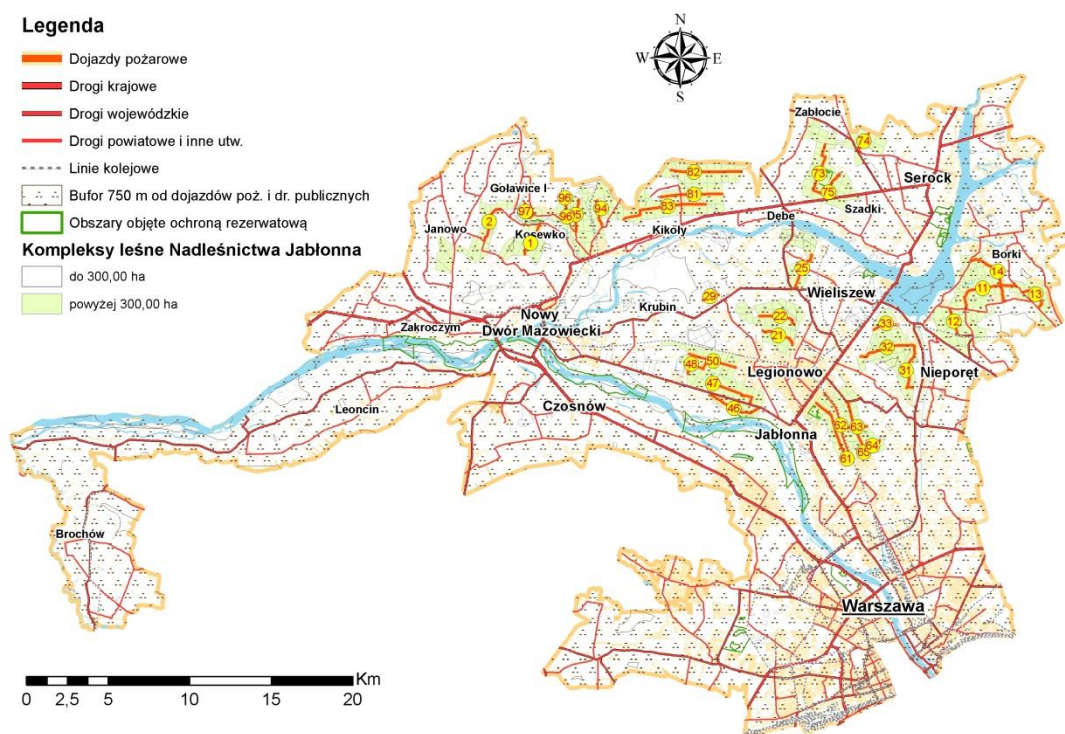 Legenda
Dojazdy pożarowe
Drogi krajowe
Drogi wojewódzkie
Drogi powiatowe i inne utw.
Linie kolejowe
Bufor 750 m od dojazdów poż. i dr. publicznych
Obszary objęte ochroną rezerwatową
Kompleksy leśne Nadleśnictwa Jabłonna
do 300,00 ha
powyżej 300,00 ha
N
W
E
S
Zabłocie
74
73
75
Serock
Szadki
82
81
83
Dębe
Kikoły
Goławice I
96
96
94
97
2
Janowo
Kosewko
1
Borki
14
11
13
12
25
Wieliszew
29
Krubin
22
21
33
32
31
Nieporęt
Nowy
Dwór Mazowiecki
Zakroczym
48
50
47
46
Legionowo
Leoncin
Czosnów
Jabłonna
62
63
64
65
61
Brochów
Warszawa
0
2,5
5
10
15
20
Km